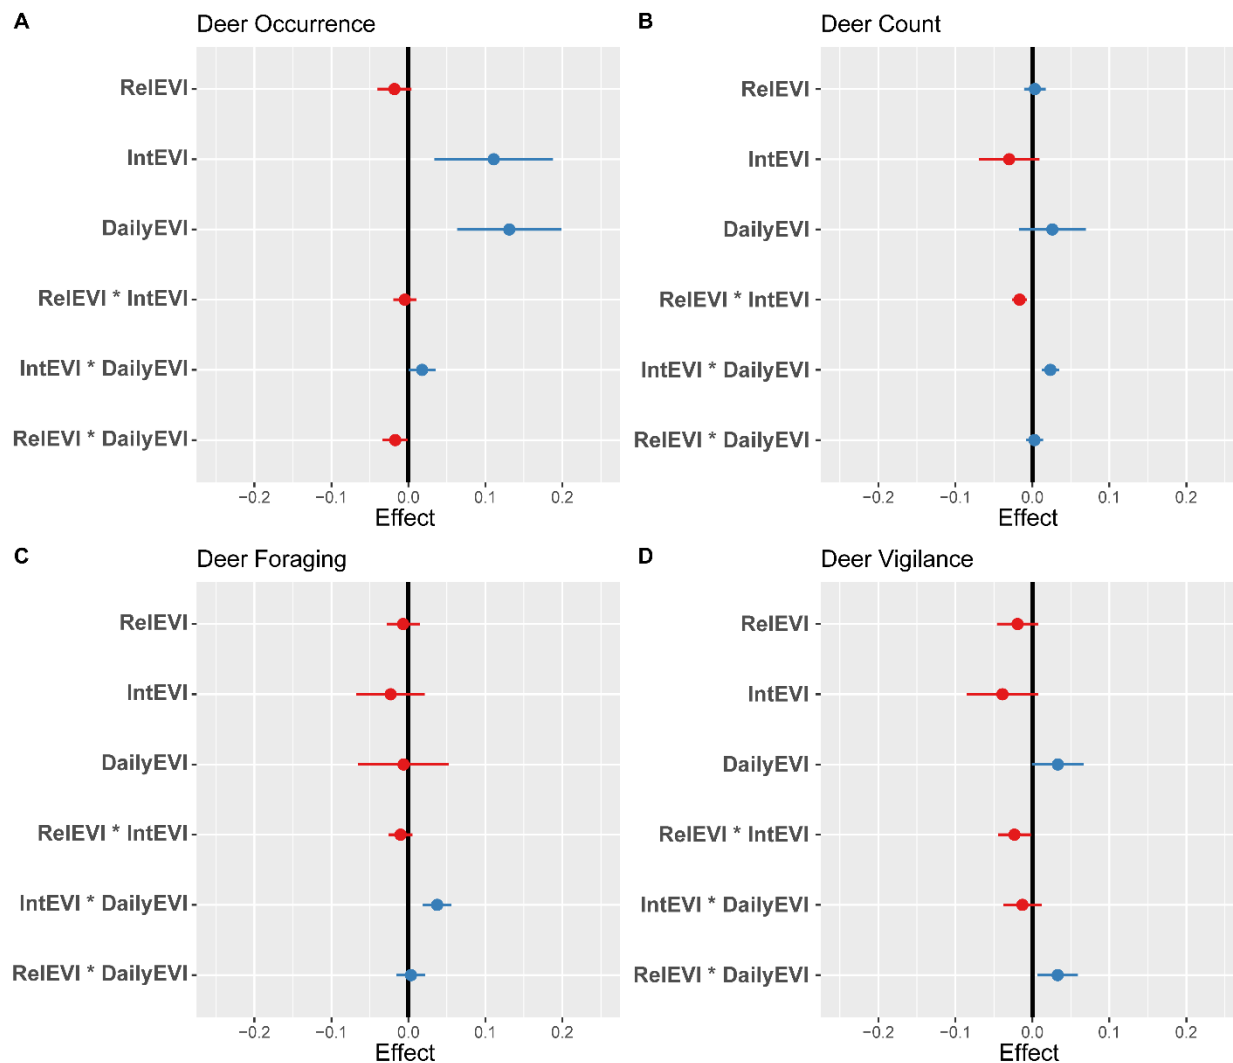 A Deer Occurrence
RelEVI
IntEVI
DailyEVI
RelEVI * IntEVI
IntEVI * DailyEVI
RelEVI * DailyEVI
−0.2 −0.1 0.0 0.1 0.2
Effect
B Deer Count
RelEVI
IntEVI
DailyEVI
RelEVI * IntEVI
IntEVI * DailyEVI
RelEVI * DailyEVI
−0.2 −0.1 0.0 0.1 0.2
Effect
C Deer Foraging
RelEVI
IntEVI
DailyEVI
RelEVI * IntEVI
IntEVI * DailyEVI
RelEVI * DailyEVI
−0.2 −0.1 0.0 0.1 0.2
Effect
D Deer Vigilance
RelEVI
IntEVI
DailyEVI
RelEVI * IntEVI
IntEVI * DailyEVI
RelEVI * DailyEVI
−0.2 −0.1 0.0 0.1 0.2
Effect